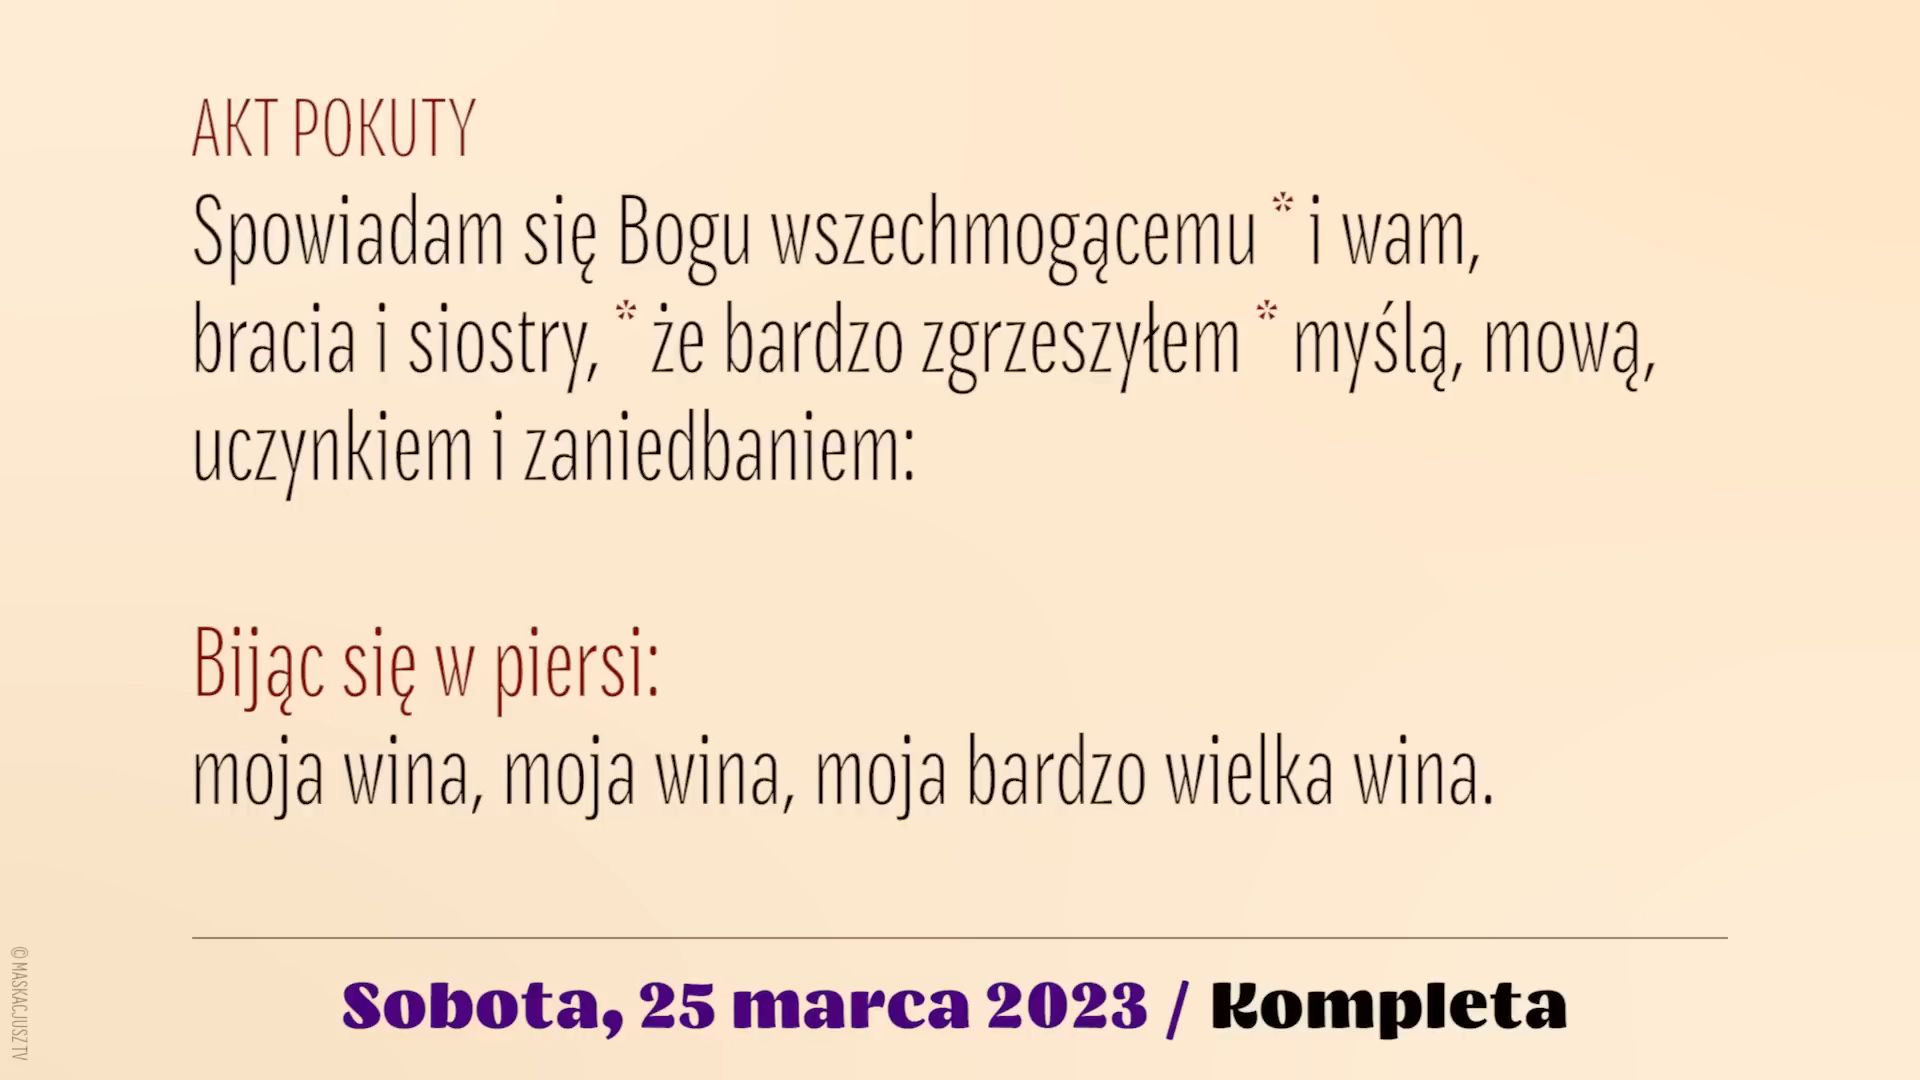 AKT POKUTY
Spowiadam się Bogu wszechmogącemu * i wam,
bracia i siostry, * że bardzo zgrzeszyłem * myślą, mową,
uczynkiem i zaniedbaniem:
Bijąc się w piersi:
moja wina, moja wina, moja bardzo wielka wina.
Sobota, 25 marca 2023 / Kompleta
© MASKACJUSZ TV